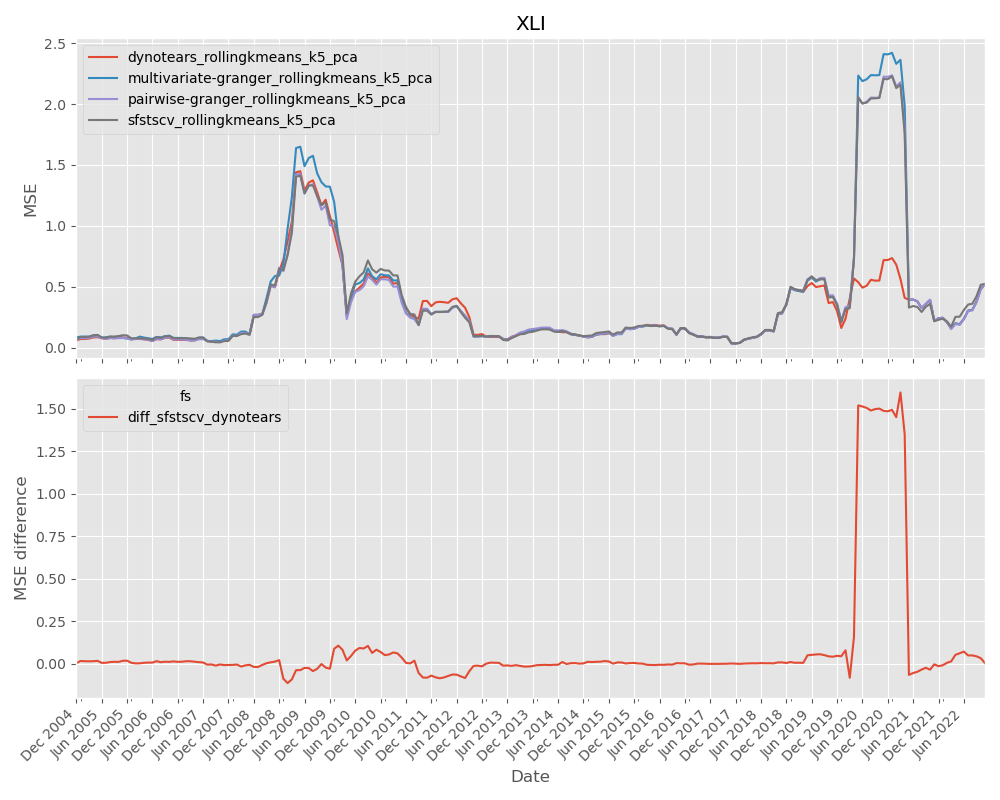 XLI
2.5
2.0
1.5
1.0
0.5
0.0
MSE
dynotears_rollingkmeans_k5_pca
multivariate-granger_rollingkmeans_k5_pca
pairwise-granger_rollingkmeans_k5_pca
sfstscv_rollingkmeans_k5_pca
1.50
1.25
1.00
0.75
0.50
0.25
0.00
MSE difference
fs
diff_sfstscv_dynotears
Dec 2004
Jun 2005
Dec 2005
Jun 2006
Dec 2006
Jun 2007
Dec 2007
Jun 2008
Dec 2008
Jun 2009
Dec 2009
Jun 2010
Dec 2010
Jun 2011
Dec 2011
Jun 2012
Dec 2012
Jun 2013
Dec 2013
Jun 2014
Dec 2014
Jun 2015
Dec 2015
Jun 2016
Dec 2016
Jun 2017
Dec 2017
Jun 2018
Dec 2018
Jun 2019
Dec 2019
Jun 2020
Dec 2020
Jun 2021
Dec 2021
Jun 2022
Date